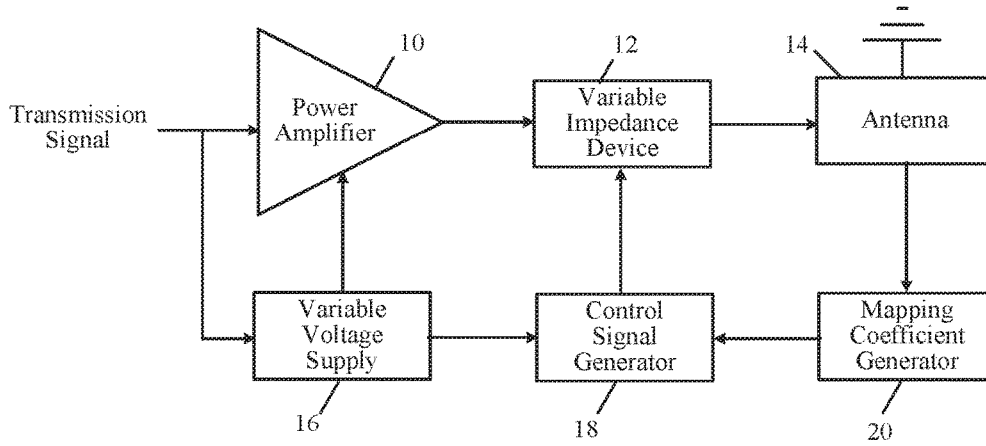 10
12
14
Transmission
Signal
Power
Amplifier
Variable
Impedance
Device
Antenna
Variable
Voltage
Supply
Control
Signal
Generator
Mapping
Coefficient
Generator
16
18
20